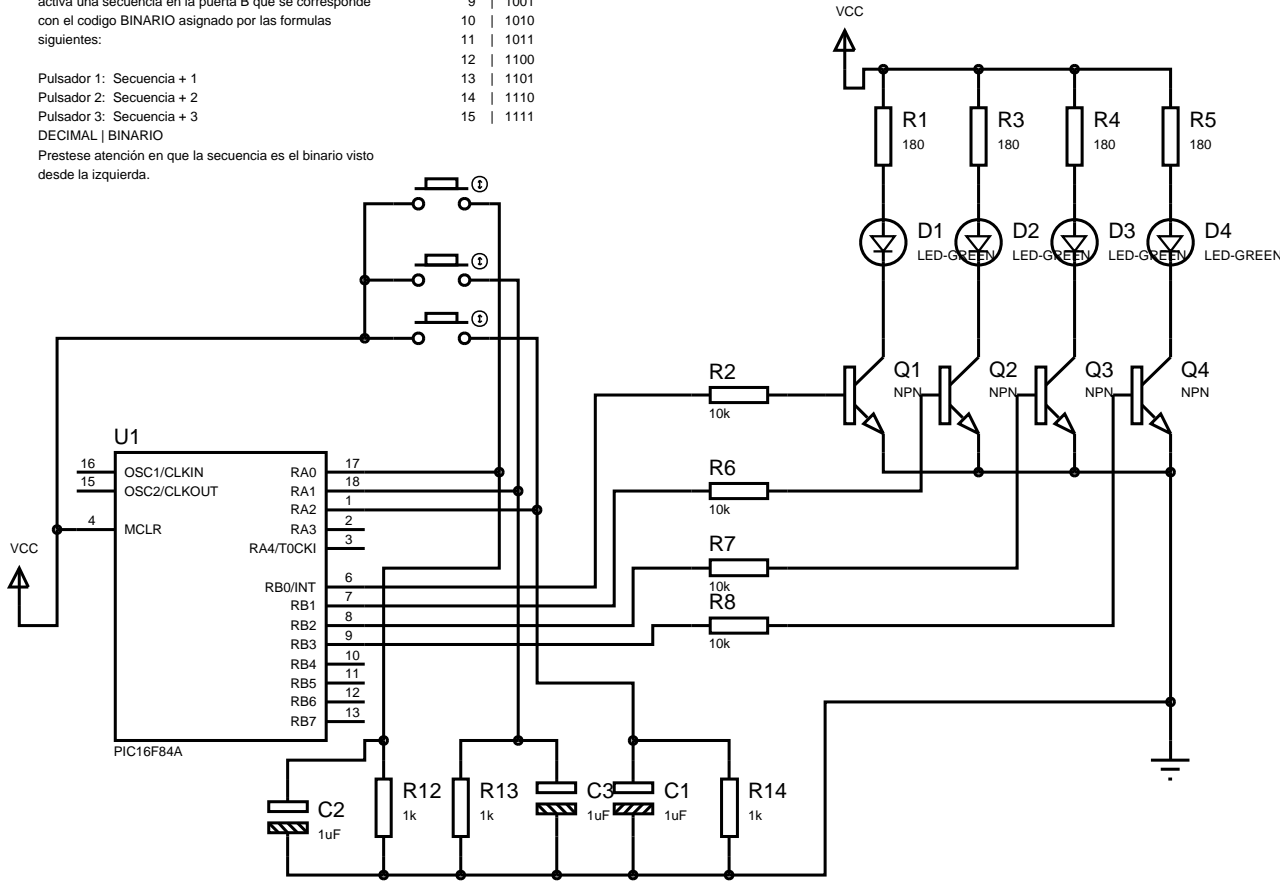 activa una secuencia en la puerta B que se corresponde
con el codigo BINARIO asignado por las formulas
siguientes:
Pulsador 1: Secuencia + 1
Pulsador 2: Secuencia + 2
Pulsador 3: Secuencia + 3
DECIMAL | BINARIO
Prestese atención en que la secuencia es el binario visto
desde la izquierda.
9 | 1001
10 | 1010
11 | 1011
12 | 1100
13 | 1101
14 | 1110
15 | 1111
VCC
R1
180
R3
180
R4
180
R5
180
D1
LED-GREEN
D2
LED-GREEN
D3
LED-GREEN
D4
LED-GREEN
Q1
NPN
Q2
NPN
Q3
NPN
Q4
NPN
R2
10k
R6
10k
R7
10k
R8
10k
U1
16 OSC1/CLKIN
15 OSC2/CLKOUT
4 MCLR
RA0 17
RA1 18
RA2 1
RA3 2
RA4/T0CKI 3
RB0/INT 6
RB1 7
RB2 8
RB3 9
RB4 10
RB5 11
RB6 12
RB7 13
PIC16F84A
VCC
C2
1uF
R12
1k
R13
1k
C3
1uF
C1
1uF
R14
1k